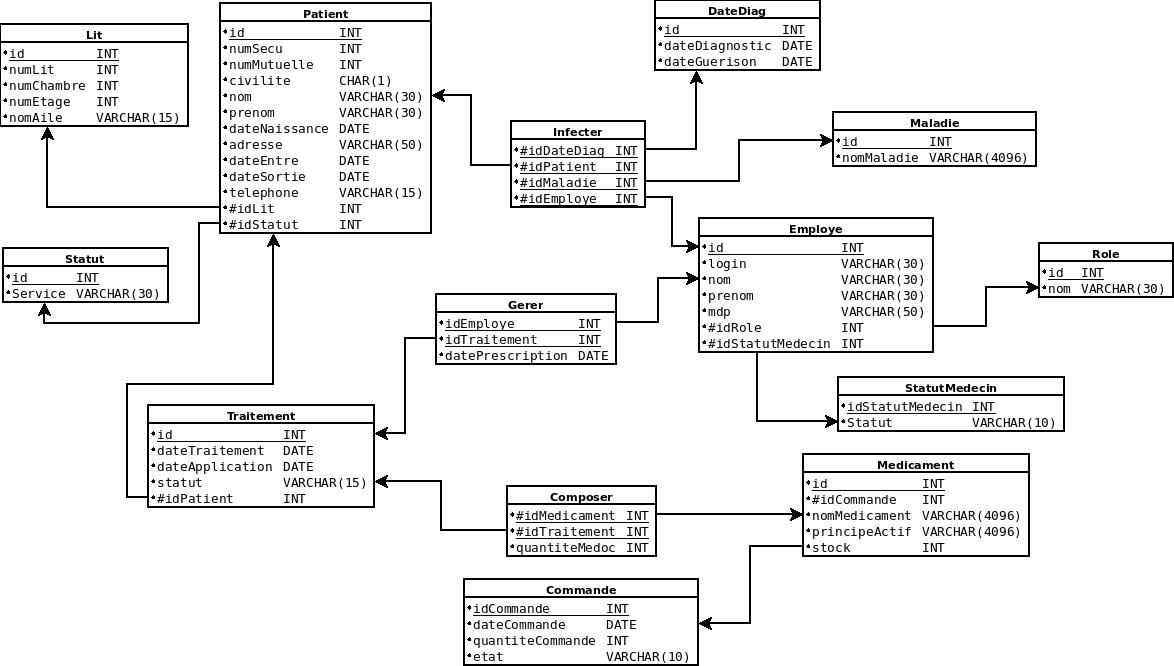 Lit
id INT
numLit INT
numChambre INT
numEtage INT
nomAile VARCHAR(15)
Patient
id INT
numSecu INT
numMutuelle INT
civilite CHAR(1)
nom VARCHAR(30)
prenom VARCHAR(30)
dateNaissance DATE
adresse VARCHAR(50)
dateEntre DATE
dateSortie DATE
telephone VARCHAR(15)
#idLit INT
#idStatut INT
DateDiag
id INT
dateDiagnostic DATE
dateGuerison DATE
Infecter
#idDateDiag INT
#idPatient INT
#idMaladie INT
#idEmploye INT
Maladie
id INT
nomMaladie VARCHAR(4096)
Statut
id INT
Service VARCHAR(30)
Employe
id INT
login VARCHAR(30)
nom VARCHAR(30)
prenom VARCHAR(30)
mdp VARCHAR(50)
#idRole INT
#idStatutMedecin INT
Role
id INT
nom VARCHAR(30)
Gerer
idEmploye INT
idTraitement INT
datePrescription DATE
StatutMedecin
idStatutMedecin INT
Statut VARCHAR(10)
Traitement
id INT
dateTraitement DATE
dateApplication DATE
statut VARCHAR(15)
#idPatient INT
Composer
#idMedicament INT
#idTraitement INT
quantiteMedoc INT
Medicament
id INT
#idCommande INT
nomMedicament VARCHAR(4096)
principeActif VARCHAR(4096)
stock INT
Commande
idCommande INT
dateCommande DATE
quantiteCommande INT
etat VARCHAR(10)